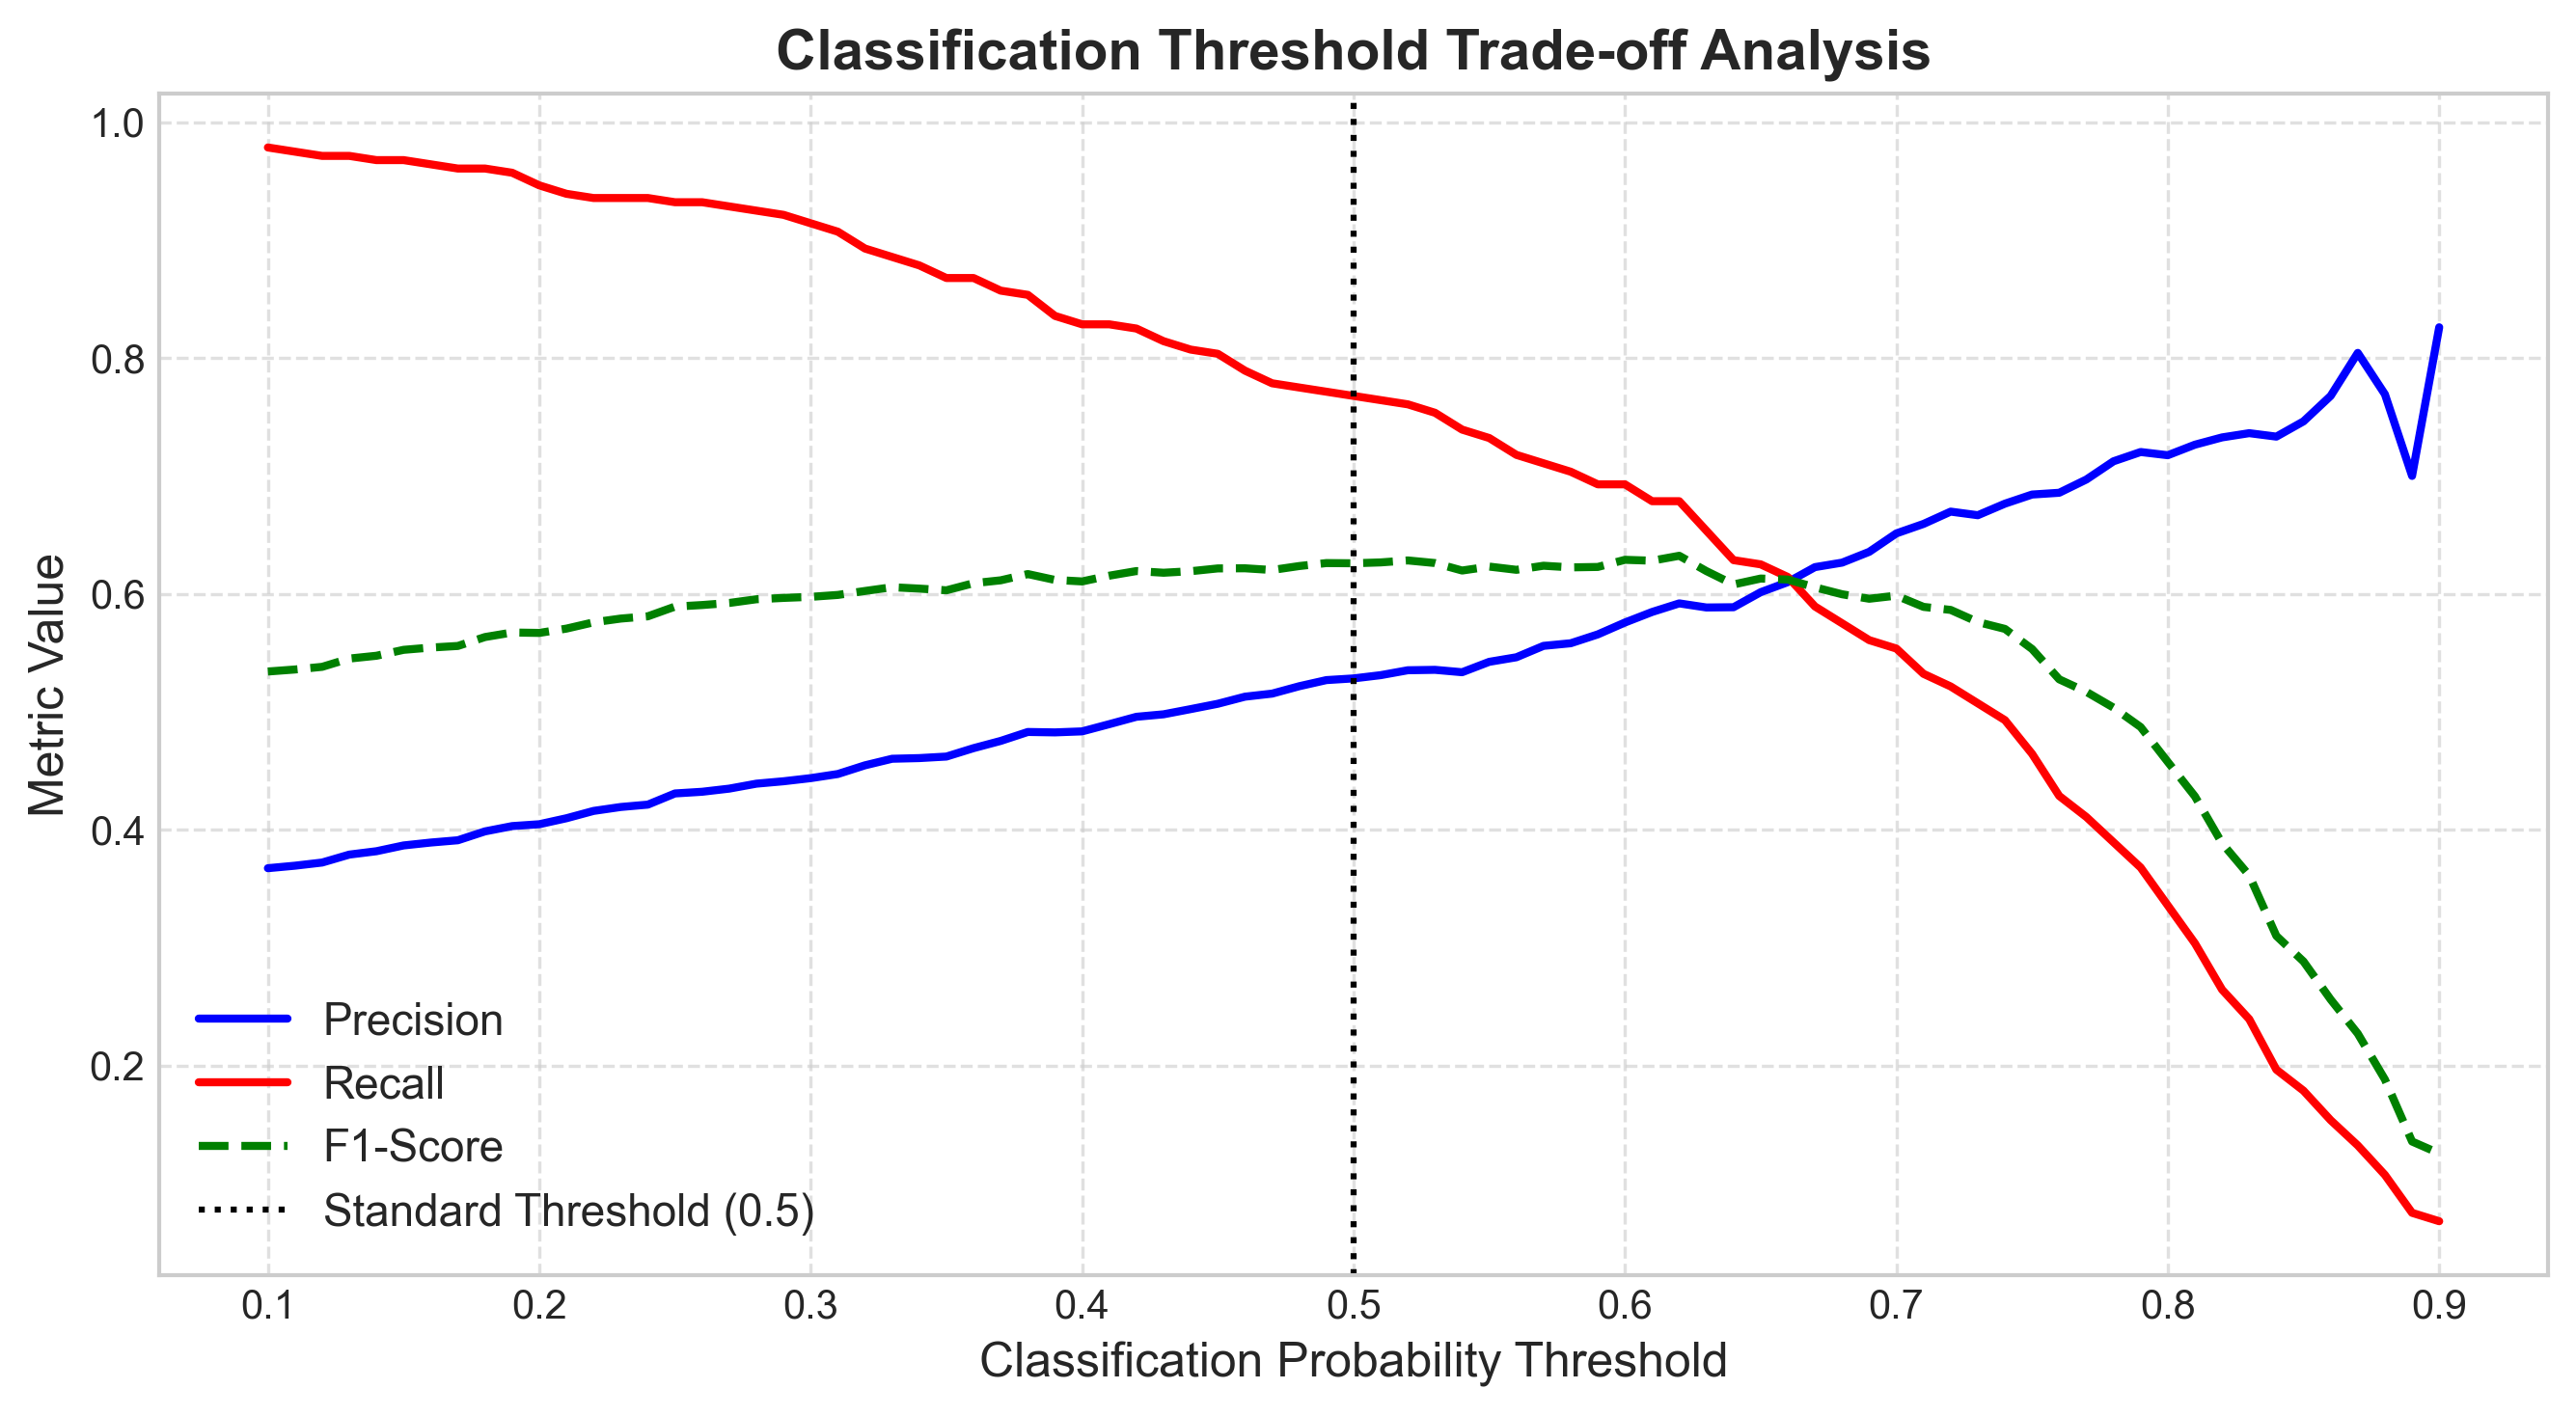 Classification Threshold Trade-off Analysis
Metric Value
1.0
0.8
0.6
0.4
0.2
Precision
Recall
F1-Score
Standard Threshold (0.5)
0.1 0.2 0.3 0.4 0.5 0.6 0.7 0.8 0.9
Classification Probability Threshold